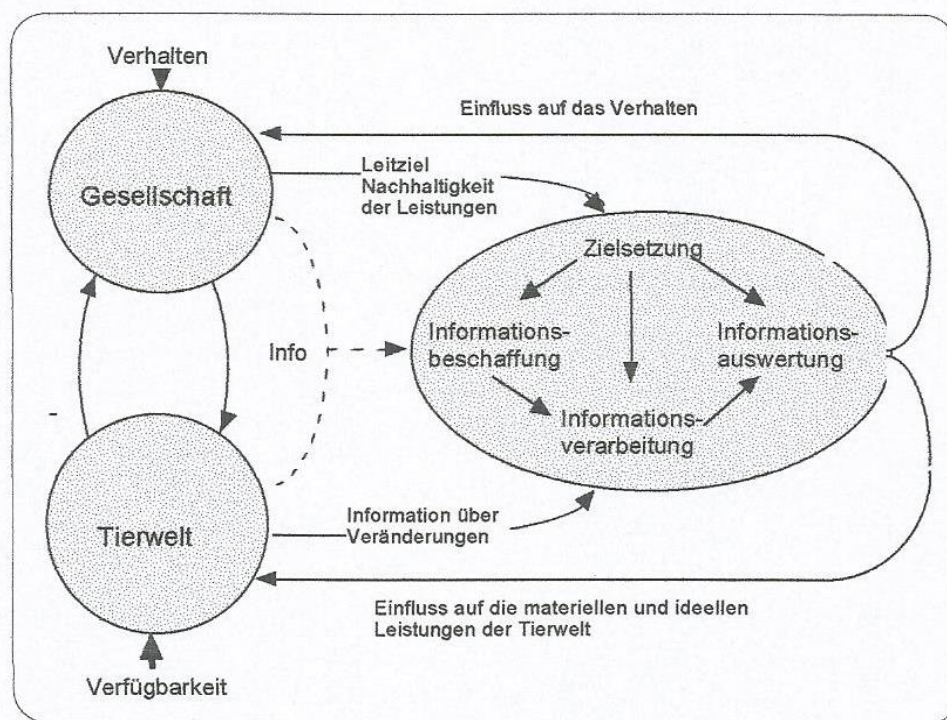 Verhalten
Einfluss auf das Verhalten
Gesellschaft
Leitziel
Nachhaltigkeit
der Leistungen
Zielsetzung
Informations-
beschaffung
Informations-
auswertung
Info
Informations-
verarbeitung
Tierwelt
Information über
Veränderungen
Einfluss auf die materiellen und ideellen
Leistungen der Tierwelt
Verfügbarkeit